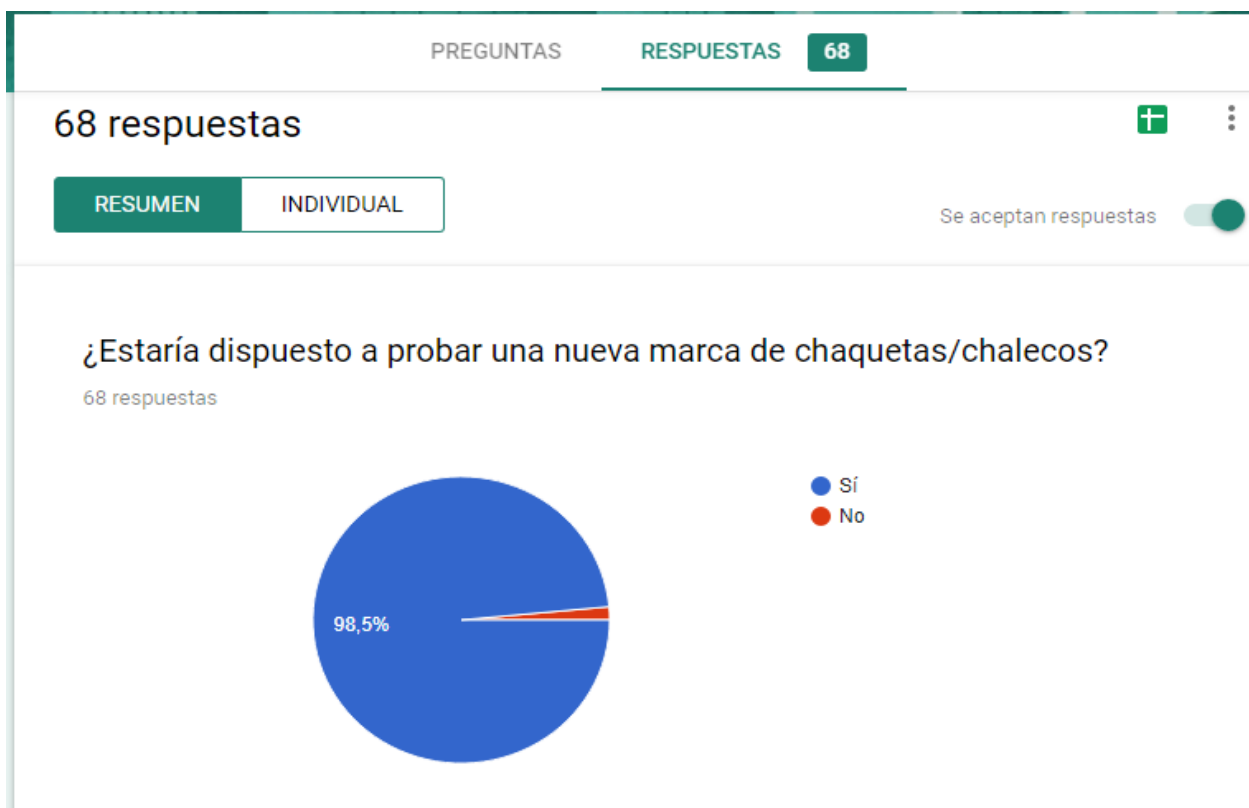 PREGUNTAS RESPUESTAS 68
68 respuestas
RESUMEN INDIVIDUAL
Se aceptan respuestas
¿Estaría dispuesto a probar una nueva marca de chaquetas/chalecos?
68 respuestas
Sí
No
98,5%